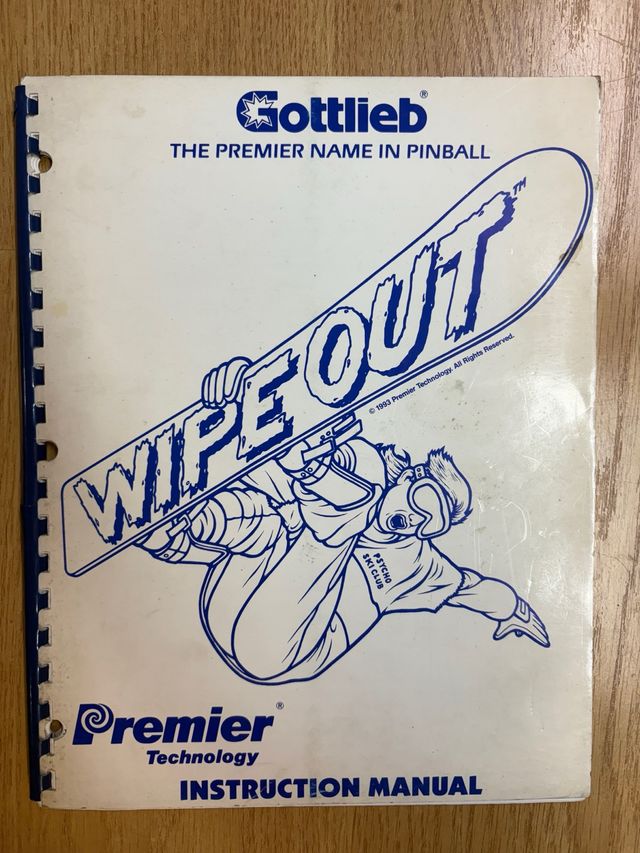 Gottlieb®
THE PREMIER NAME IN PINBALL
WIPE OUT™
© 1993 Premier Technology. All Rights Reserved.
PSYCHO
SKI CLUB
Premier®
Technology
INSTRUCTION MANUAL